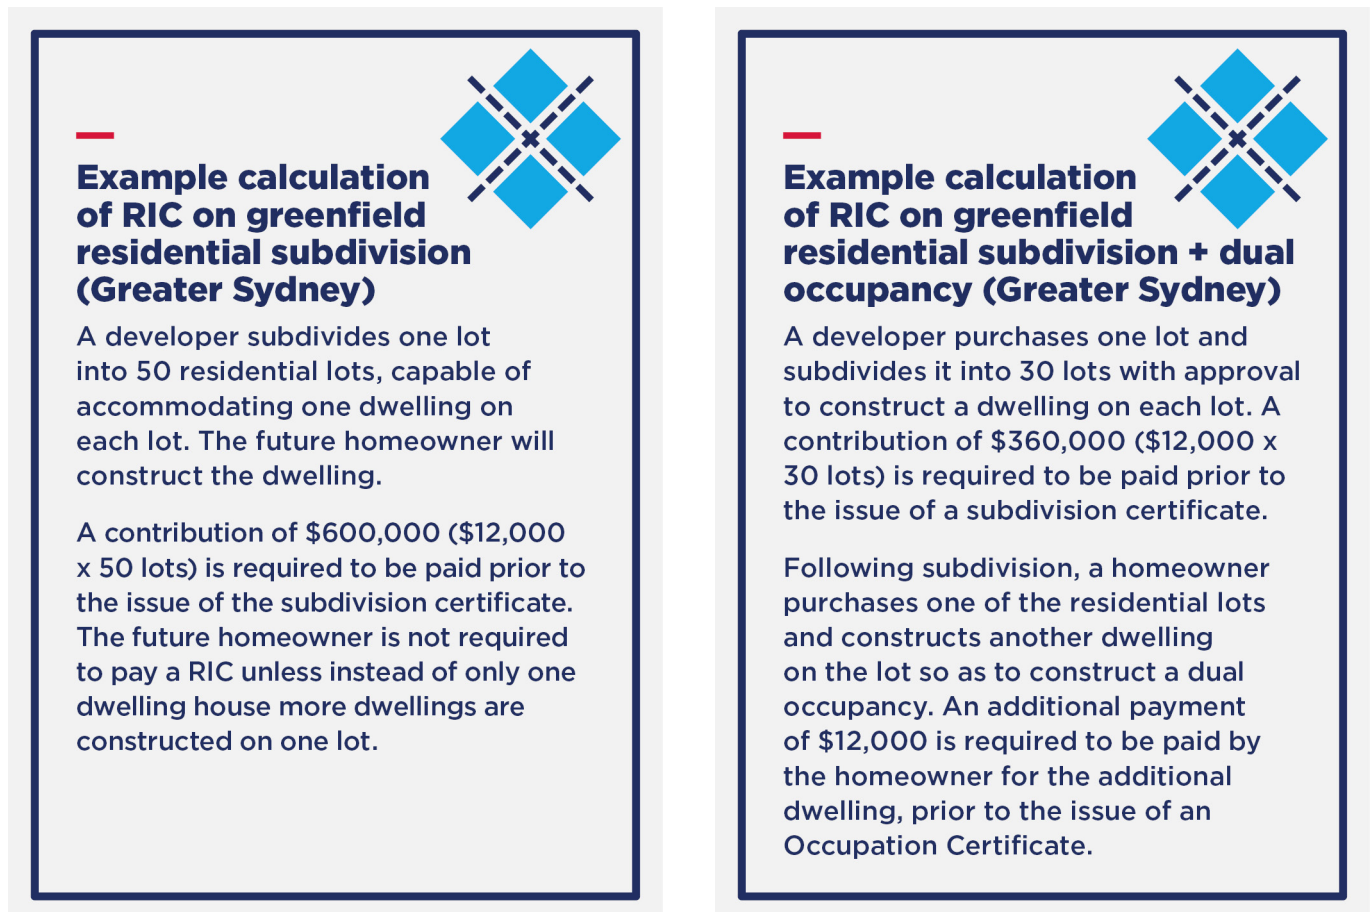 Example calculation
of RIC on greenfield
residential subdivision
(Greater Sydney)
A developer subdivides one lot
into 50 residential lots, capable of
accommodating one dwelling on
each lot. The future homeowner will
construct the dwelling.
A contribution of $600,000 ($12,000
x 50 lots) is required to be paid prior to
the issue of the subdivision certificate.
The future homeowner is not required
to pay a RIC unless instead of only one
dwelling house more dwellings are
constructed on one lot.
Example calculation
of RIC on greenfield
residential subdivision + dual
occupancy (Greater Sydney)
A developer purchases one lot and
subdivides it into 30 lots with approval
to construct a dwelling on each lot. A
contribution of $360,000 ($12,000 x
30 lots) is required to be paid prior to
the issue of a subdivision certificate.
Following subdivision, a homeowner
purchases one of the residential lots
and constructs another dwelling
on the lot so as to construct a dual
occupancy. An additional payment
of $12,000 is required to be paid by
the homeowner for the additional
dwelling, prior to the issue of an
Occupation Certificate.